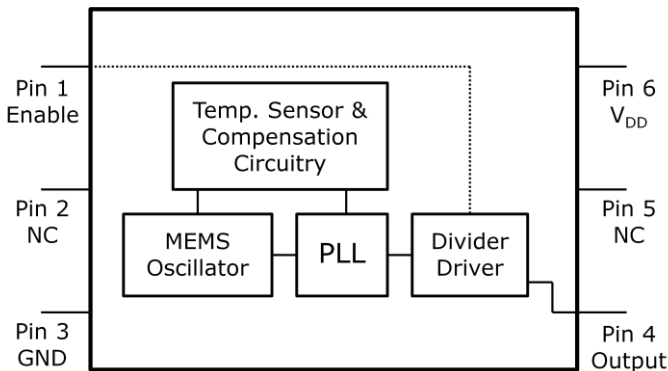 Pin 1
Enable
Pin 2
NC
Pin 3
GND
Temp. Sensor &
Compensation
Circuitry
MEMS
Oscillator
PLL
Divider
Driver
Pin 6
V_DD
Pin 5
NC
Pin 4
Output